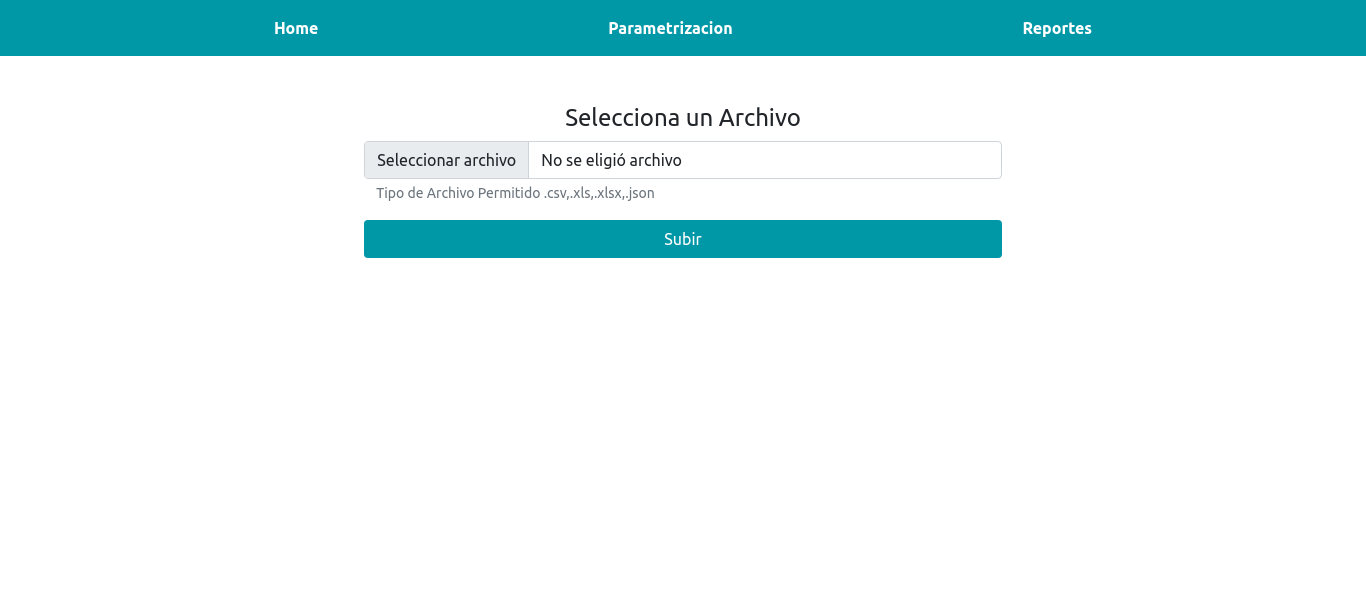 Home Parametrizacion Reportes
Selecciona un Archivo
Seleccionar archivo No se eligió archivo
Tipo de Archivo Permitido .csv,.xls,.xlsx,.json
Subir